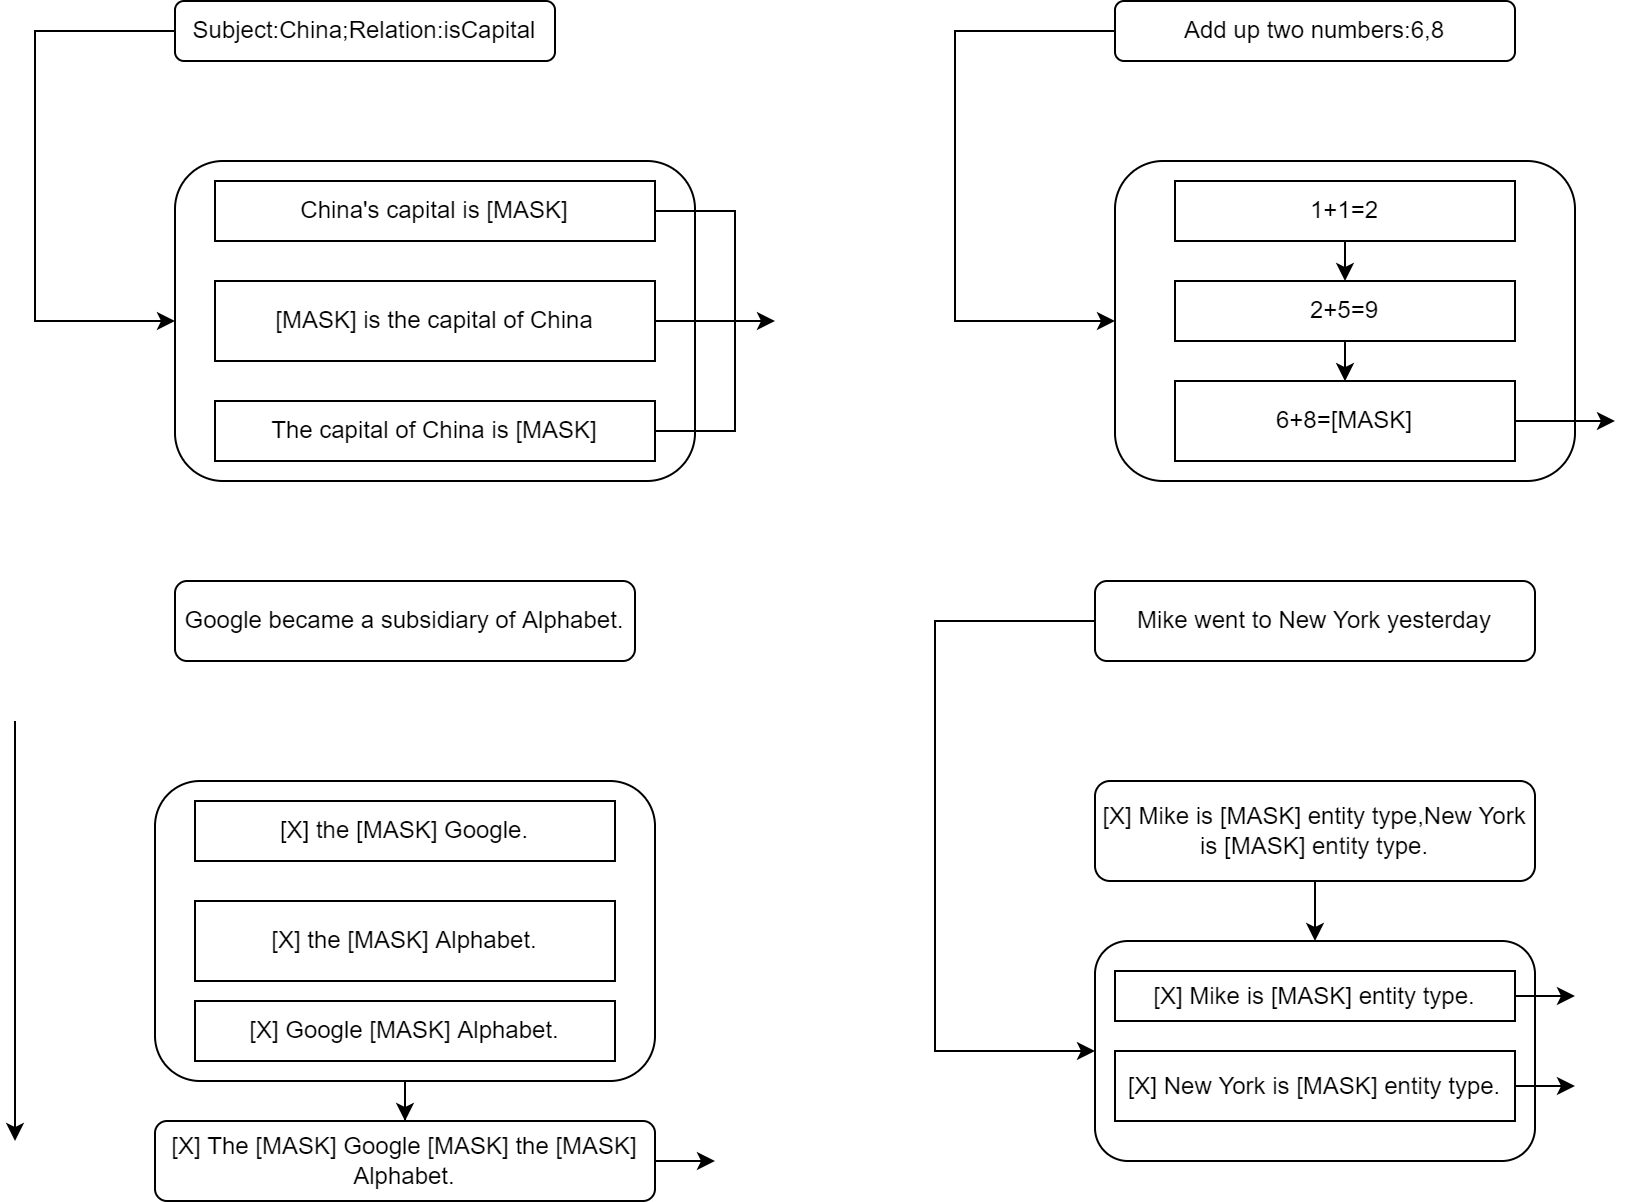 Subject:China;Relation:isCapital
China's capital is [MASK]
[MASK] is the capital of China
The capital of China is [MASK]
Add up two numbers:6,8
1+1=2
2+5=9
6+8=[MASK]
Google became a subsidiary of Alphabet.
[X] the [MASK] Google.
[X] the [MASK] Alphabet.
[X] Google [MASK] Alphabet.
[X] The [MASK] Google [MASK] the [MASK]
Alphabet.
Mike went to New York yesterday
[X] Mike is [MASK] entity type,New York
is [MASK] entity type.
[X] Mike is [MASK] entity type.
[X] New York is [MASK] entity type.